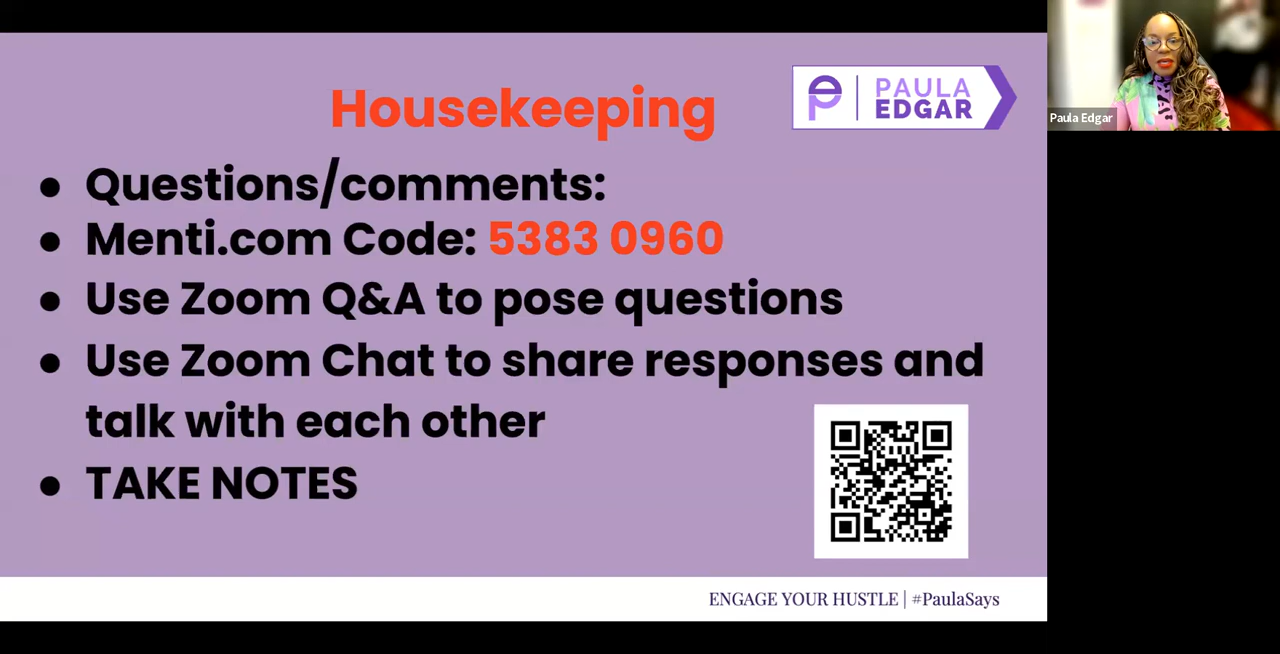 Housekeeping
PAULA
EDGAR
Paula Edgar
● Questions/comments:
● Menti.com Code: 5383 0960
● Use Zoom Q&A to pose questions
● Use Zoom Chat to share responses and
talk with each other
● TAKE NOTES
ENGAGE YOUR HUSTLE | #PaulaSays